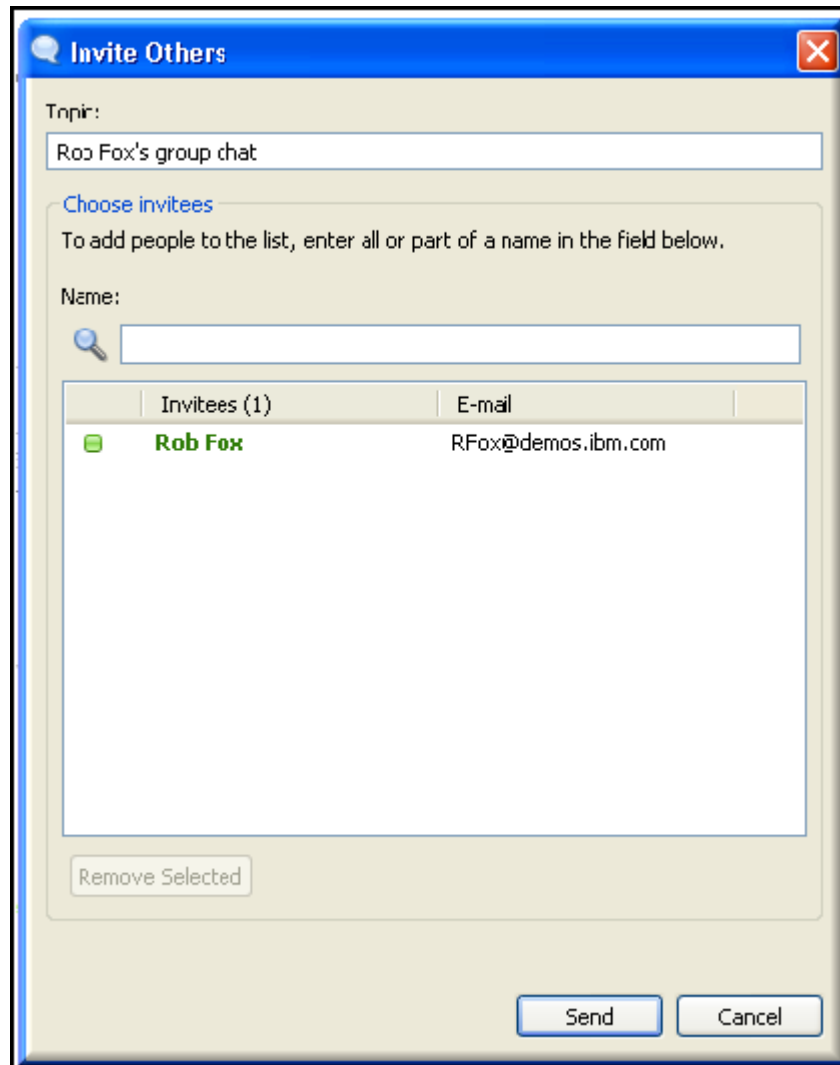 Invite Others
Topic:
Rob Fox's group chat
Choose invitees
To add people to the list, enter all or part of a name in the field below.
Name:
Invitees (1) E-mail
Rob Fox RFox@demos.ibm.com
Remove Selected
Send Cancel